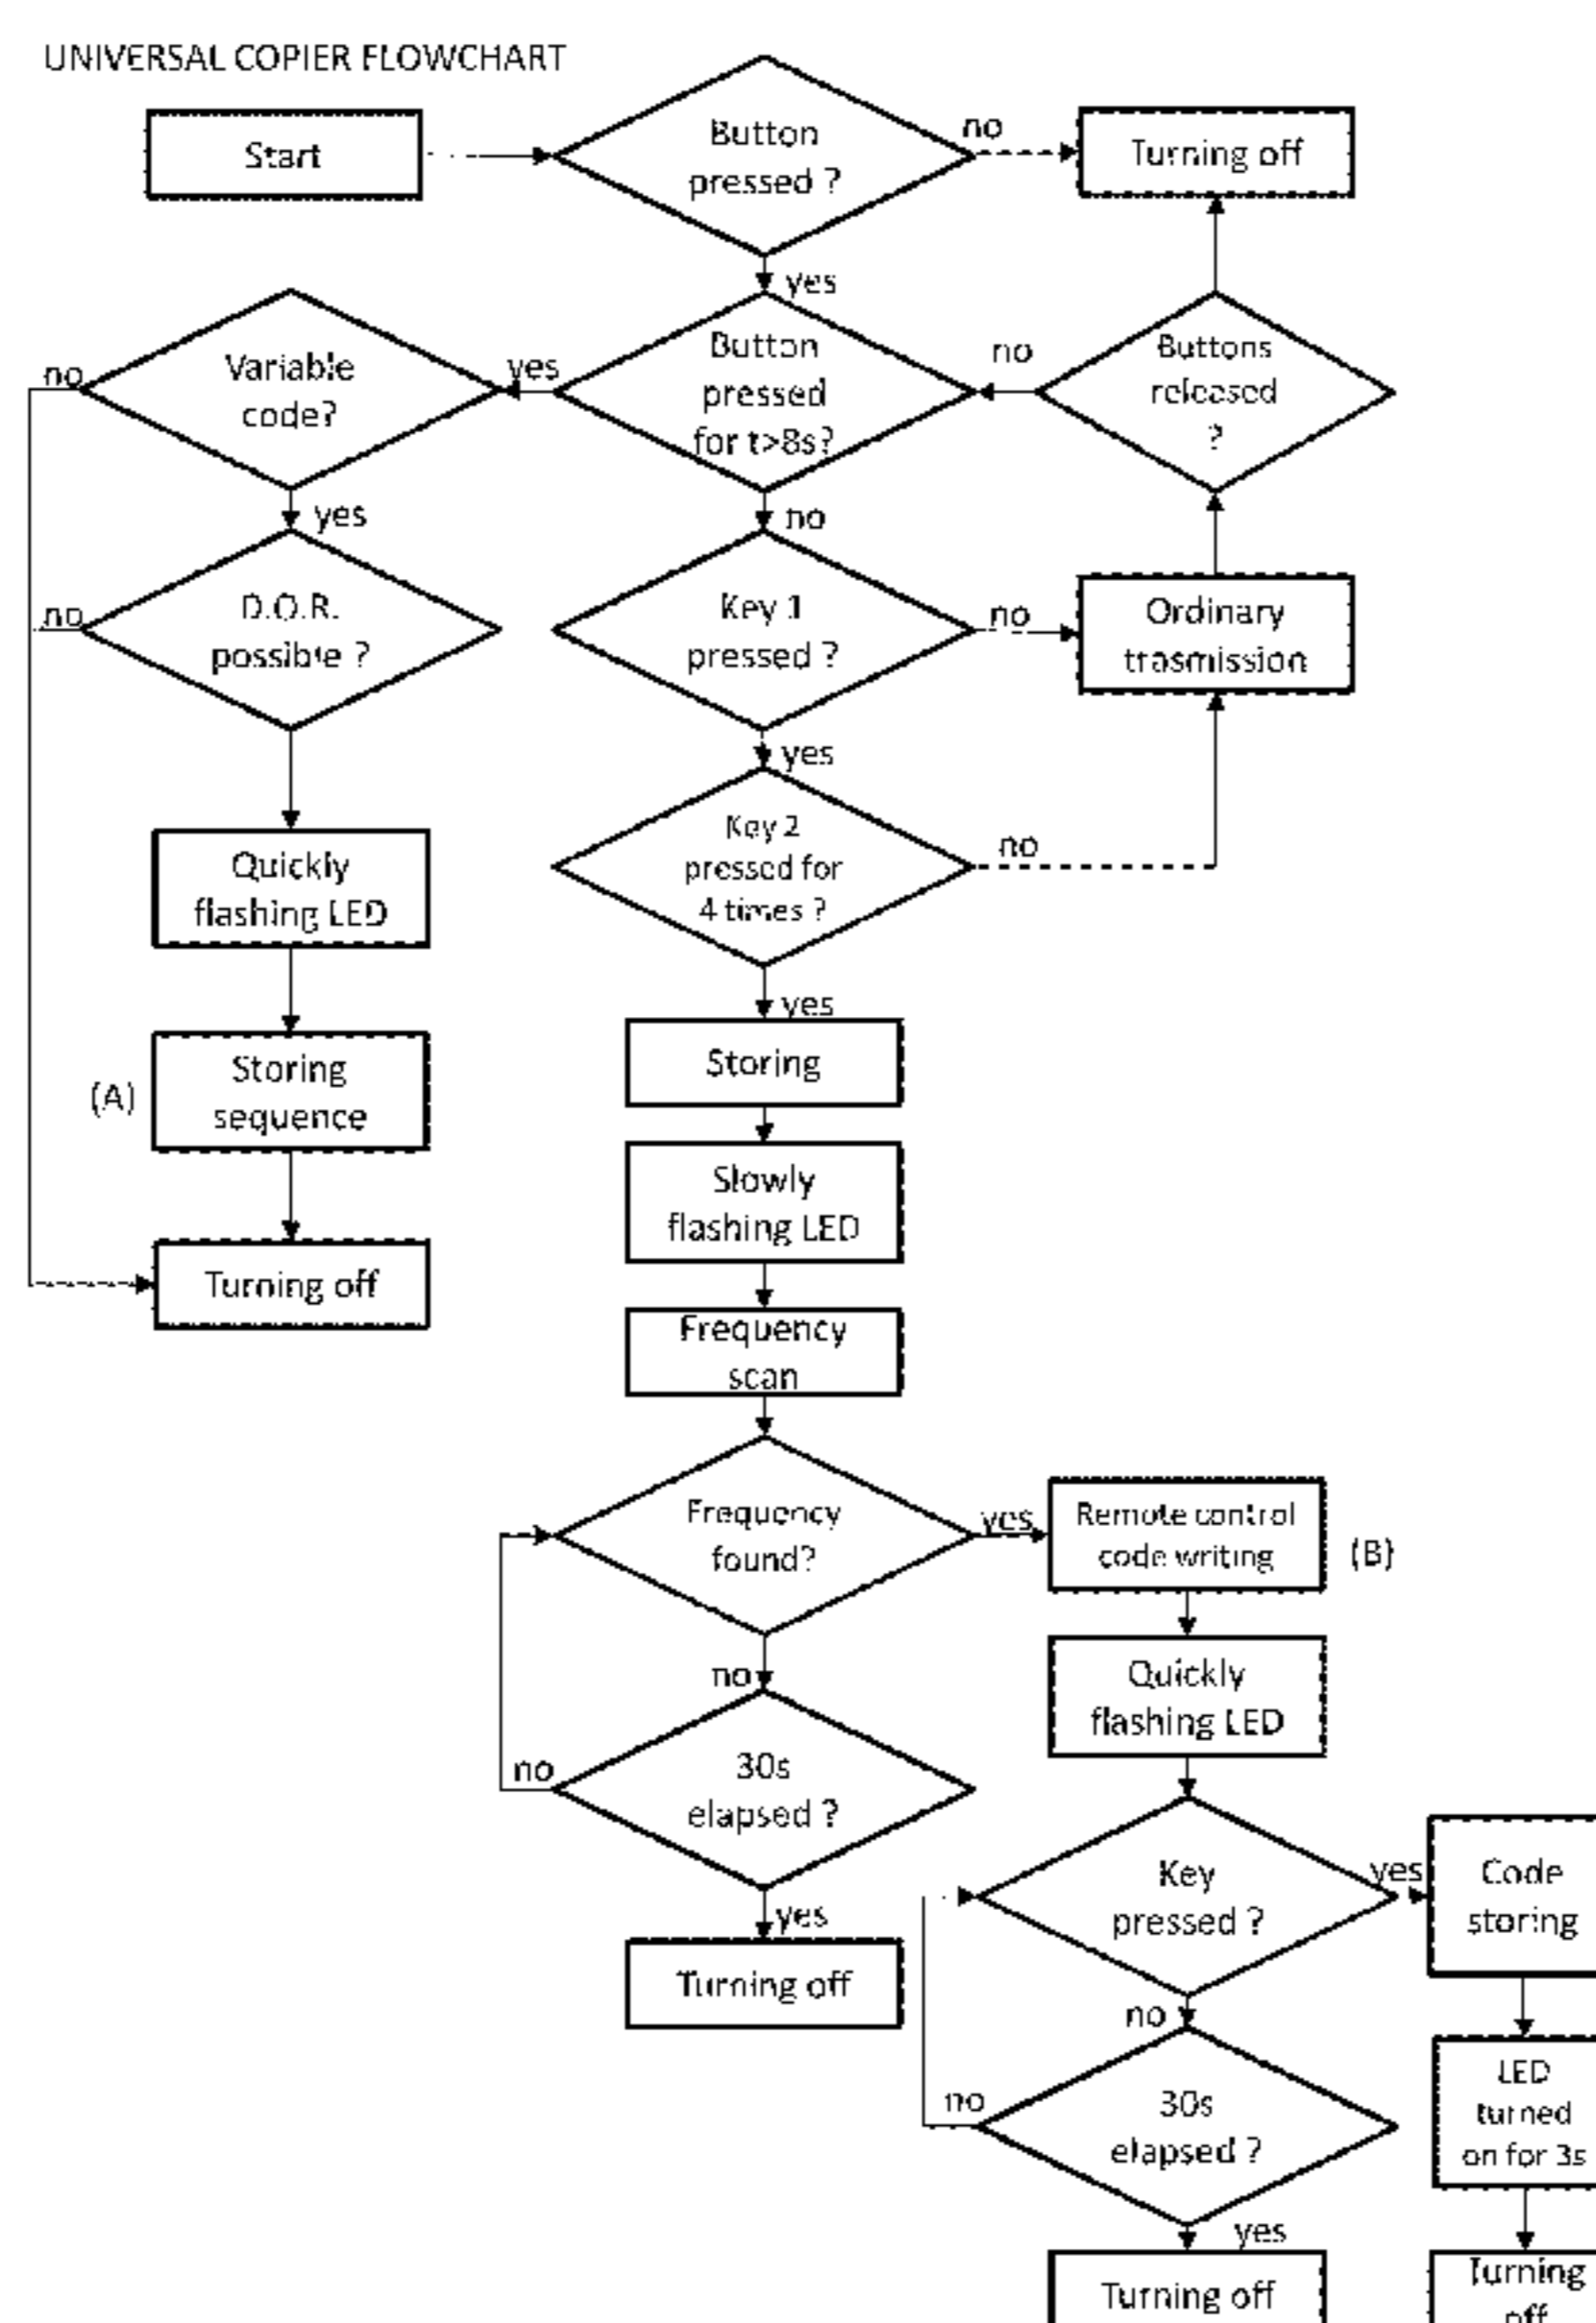 UNIVERSAL COPIER FLOWCHART
Start
Button
pressed ?
no
Turning off
yes
no
Variable
code?
yes
Button
pressed
for t>8s?
no
Buttons
released
?
yes
no
no
D.O.R.
possible ?
Key 1
pressed ?
no
Ordinary
trasmission
yes
Quickly
flashing LED
Key 2
pressed for
4 times ?
no
yes
(A)
Storing
sequence
Storing
Slowly
flashing LED
Turning off
Frequency
scan
Frequency
found?
yes
Remote control
code writing
(B)
no
Quickly
flashing LED
no
30s
elapsed ?
Key
pressed ?
yes
Code
storing
yes
Turning off
no
no
30s
elapsed ?
LED
turned
on for 3s
yes
Turning off
Turning
off